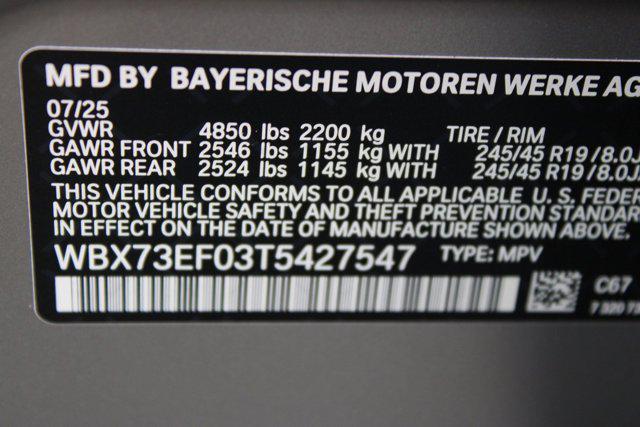 MFD BY BAYERISCHE MOTOREN WERKE AG
07/25
GVWR 4850 lbs 2200 kg TIRE / RIM
GAWR FRONT 2546 lbs 1155 kg WITH 245/45 R19/8.0J
GAWR REAR 2524 lbs 1145 kg WITH 245/45 R19/8.0J
THIS VEHICLE CONFORMS TO ALL APPLICABLE U. S. FEDER
MOTOR VEHICLE SAFETY AND THEFT PREVENTION STANDAR
IN EFFECT ON THE DATE OF MANUFACTURE SHOWN ABOVE.
WBX73EF03T5427547 TYPE: MPV
C67
7 320